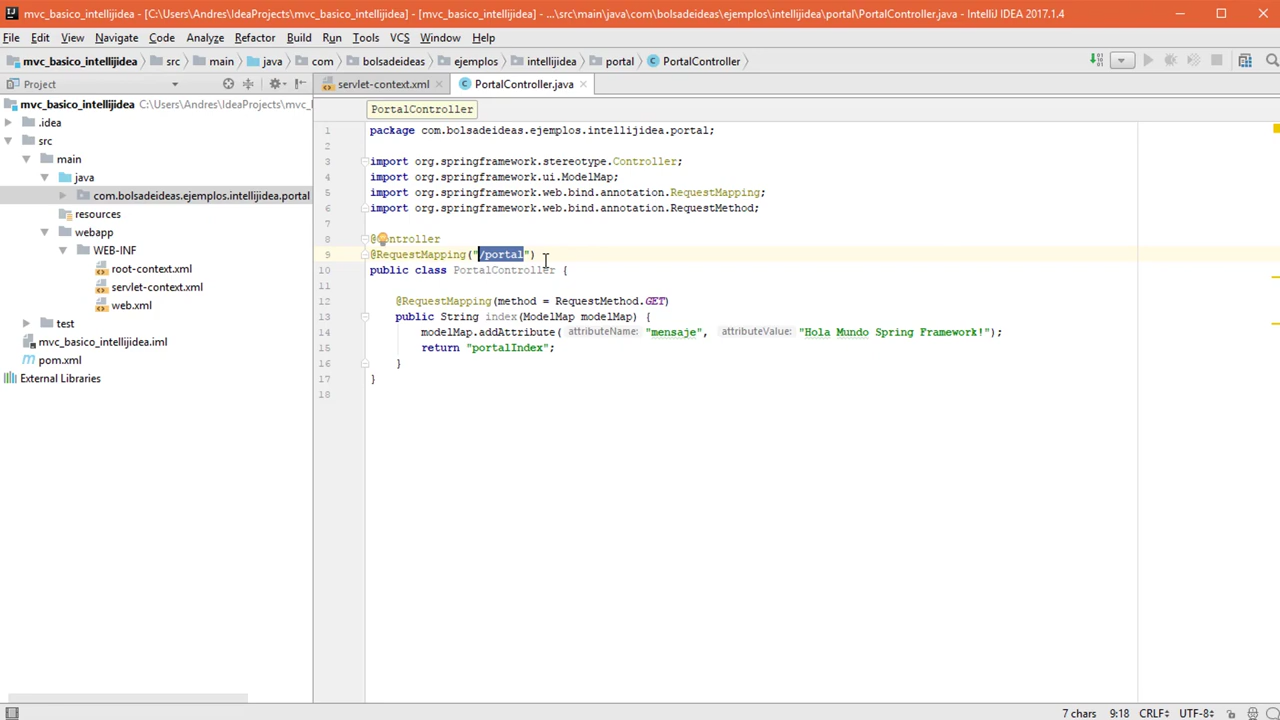 mvc_basico_intellijidea - [C:\Users\Andres\IdeaProjects\mvc_basico_intellijidea] - [mvc_basico_intellijidea] - ...\src\main\java\com\bolsadeideas\ejemplos\intellijidea\portal\PortalController.java - IntelliJ IDEA 2017.1.4
File Edit View Navigate Code Analyze Refactor Build Run Tools VCS Window Help
mvc_basico_intellijidea src main java com bolsadeideas ejemplos intellijidea portal PortalController
Project
servlet-context.xml PortalController.java
mvc_basico_intellijidea C:\Users\Andres\IdeaProjects\mvc_
.idea
src
main
java
com.bolsadeideas.ejemplos.intellijidea.portal
resources
webapp
WEB-INF
root-context.xml
servlet-context.xml
web.xml
test
mvc_basico_intellijidea.iml
pom.xml
External Libraries
PortalController
1 package com.bolsadeideas.ejemplos.intellijidea.portal;
2
3 import org.springframework.stereotype.Controller;
4 import org.springframework.ui.ModelMap;
5 import org.springframework.web.bind.annotation.RequestMapping;
6 import org.springframework.web.bind.annotation.RequestMethod;
7
8 @Controller
9 @RequestMapping("/portal")
10 public class PortalController {
11
12 @RequestMapping(method = RequestMethod.GET)
13 public String index(ModelMap modelMap) {
14 modelMap.addAttribute( attributeName: "mensaje", attributeValue: "Hola Mundo Spring Framework!");
15 return "portalIndex";
16 }
17 }
18
7 chars 9:18 CRLF UTF-8